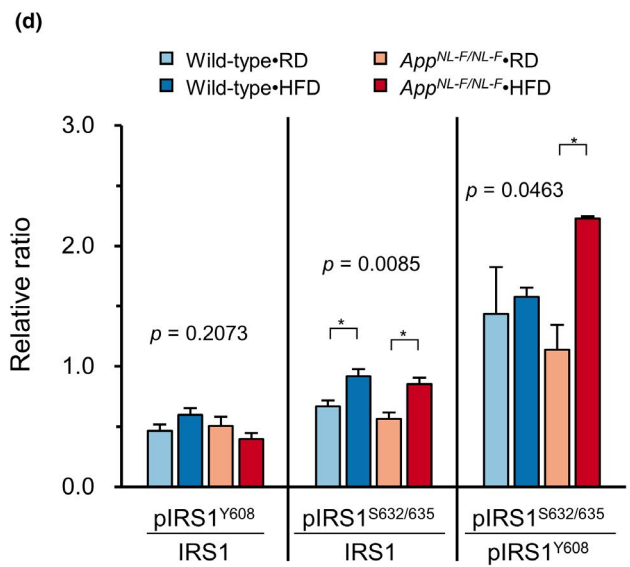 (d)
Wild-type•RD
App^NL-F/NL-F•RD
Wild-type•HFD
App^NL-F/NL-F•HFD
Relative ratio
3.0
2.0
1.0
0.0
p = 0.2073
p = 0.0085
p = 0.0463
*
*
*
pIRS1^Y608
IRS1
pIRS1^S632/635
IRS1
pIRS1^S632/635
pIRS1^Y608